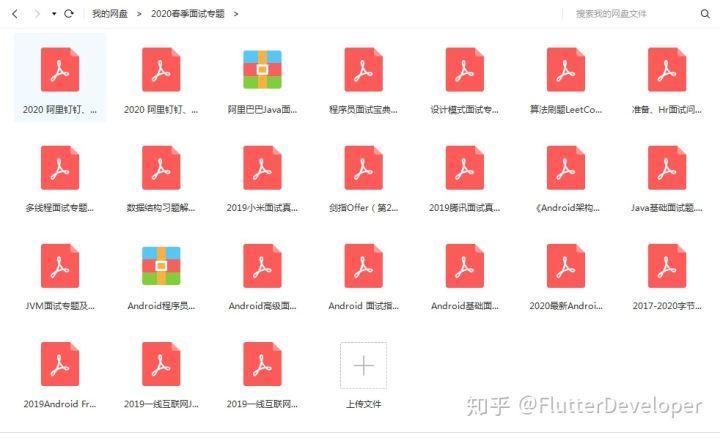 我的网盘 > 2020春季面试专题 >
搜索我的网盘文件
2020 阿里钉钉、...
2020 阿里钉钉、...
阿里巴巴Java面...
程序员面试宝典...
设计模式面试专...
算法刷题LeetCo...
准备、Hr面试问...
多线程面试专题...
数据结构习题解...
2019小米面试真...
剑指Offer（第2...
2019腾讯面试真...
《Android架构...
Java基础面试题....
JVM面试专题及...
Android程序员...
Android高级面...
Android 面试指...
Android基础面...
2020最新Androi...
2017-2020字节...
2019Android Fr...
2019一线互联网J...
2019一线互联网...
上传文件
知乎 @FlutterDeveloper